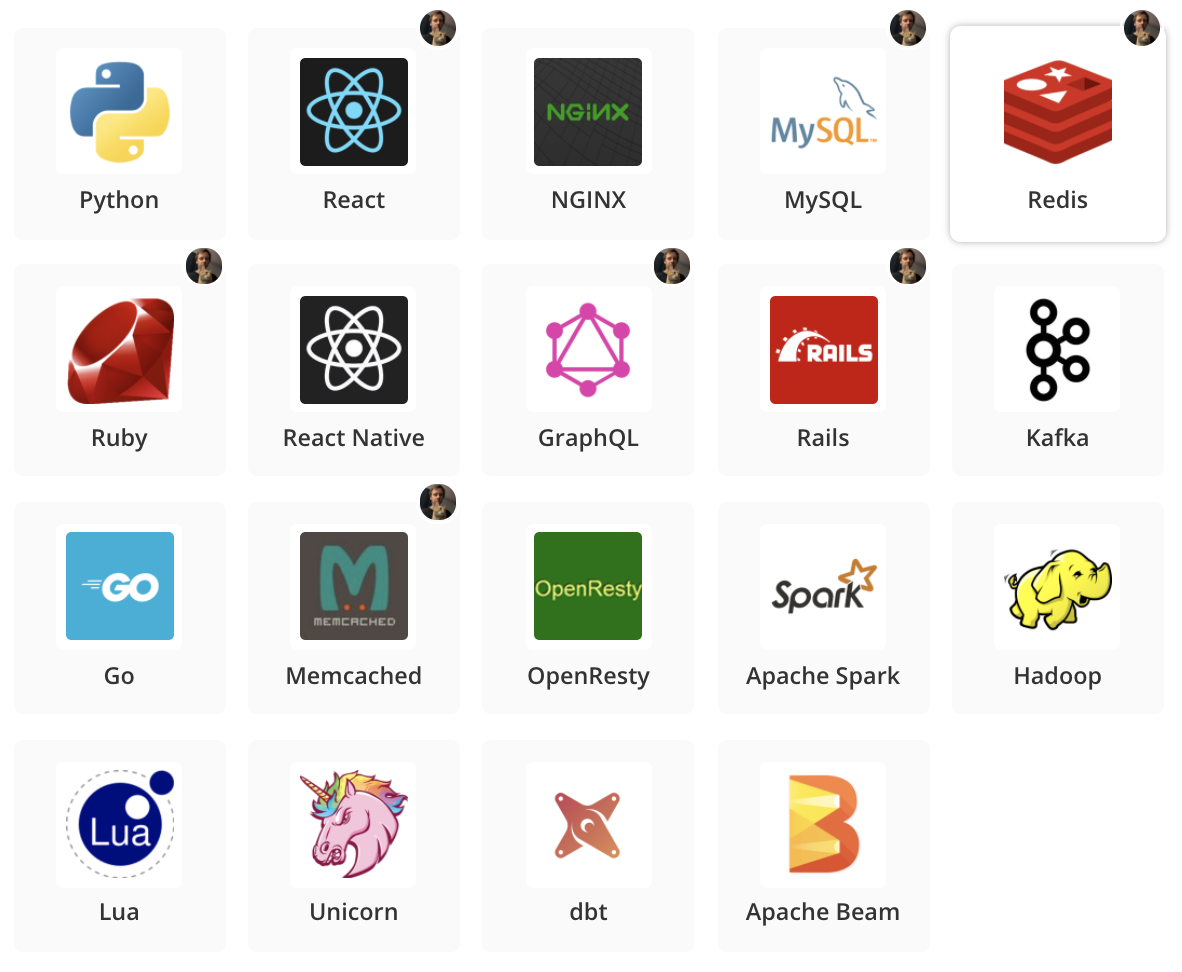 NGiNX
MySQL™
Python
React
NGINX
MySQL
Redis
RAILS
Ruby
React Native
GraphQL
Rails
Kafka
GO
MEMCACHED
OpenResty
Spark
Go
Memcached
OpenResty
Apache Spark
Hadoop
Lua
Lua
Unicorn
dbt
Apache Beam